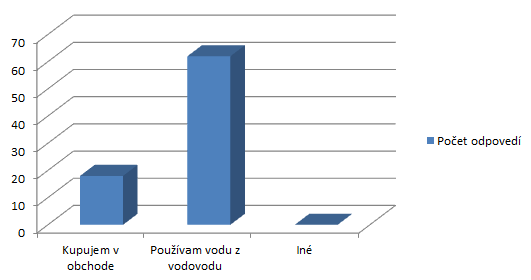 70
60
50
40
30
20
10
0
Kupujem v
obchode
Používam vodu z
vodovodu
Iné
Počet odpovedí